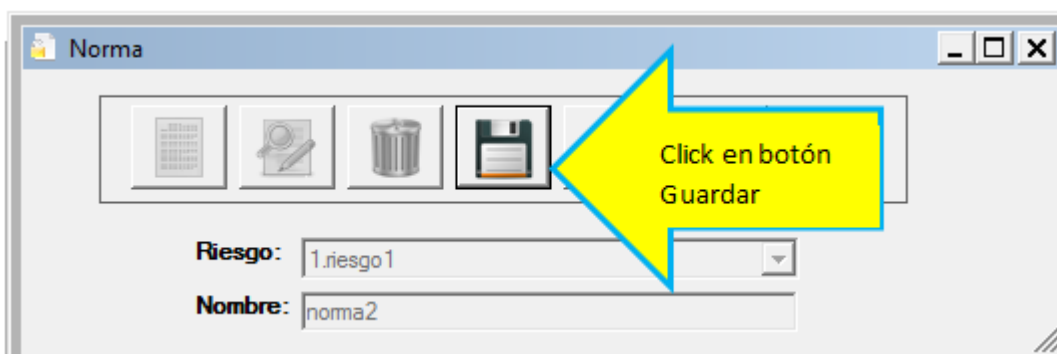 Norma
Click en botón
Guardar
Riesgo: 1.riesgo1
Nombre: norma2